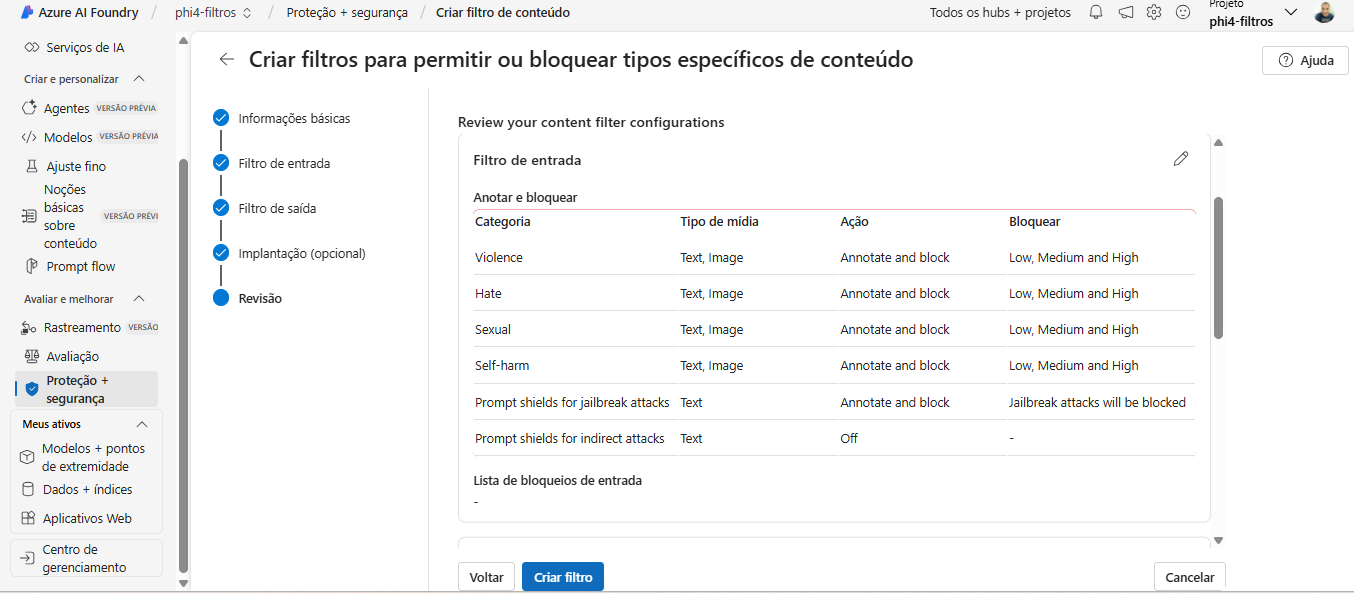 Azure AI Foundry / phi4-filtros / Proteção + segurança / Criar filtro de conteúdo
Todos os hubs + projetos
Projeto
phi4-filtros
Serviços de IA
Criar e personalizar
Agentes VERSÃO PRÉVIA
Modelos VERSÃO PRÉVIA
Ajuste fino
Noções
básicas
sobre
conteúdo
VERSÃO PRÉVI
Prompt flow
Avaliar e melhorar
Rastreamento VERSÃO
Avaliação
Proteção +
segurança
Meus ativos
Modelos + pontos
de extremidade
Dados + índices
Aplicativos Web
Centro de
gerenciamento
Criar filtros para permitir ou bloquear tipos específicos de conteúdo
Ajuda
Informações básicas
Filtro de entrada
Filtro de saída
Implantação (opcional)
Revisão
Review your content filter configurations
Filtro de entrada
Anotar e bloquear
Categoria Tipo de mídia Ação Bloquear
Violence Text, Image Annotate and block Low, Medium and High
Hate Text, Image Annotate and block Low, Medium and High
Sexual Text, Image Annotate and block Low, Medium and High
Self-harm Text, Image Annotate and block Low, Medium and High
Prompt shields for jailbreak attacks Text Annotate and block Jailbreak attacks will be blocked
Prompt shields for indirect attacks Text Off -
Lista de bloqueios de entrada
-
Voltar Criar filtro Cancelar